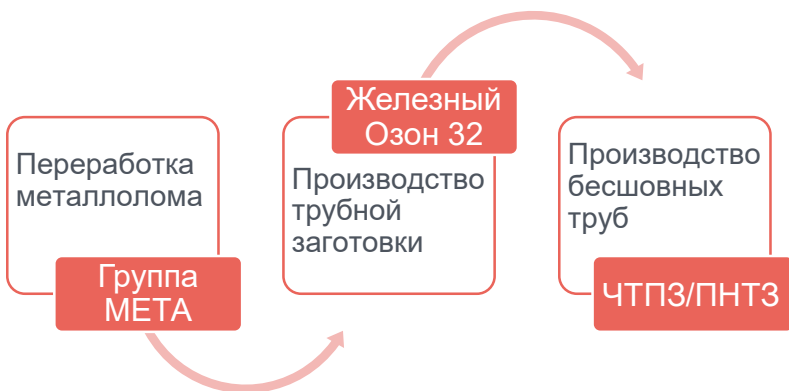 Переработка
металлолома
Группа
МЕТА
Железный
Озон 32
Производство
трубной
заготовки
Производство
бесшовных
труб
ЧТПЗ/ПНТЗ